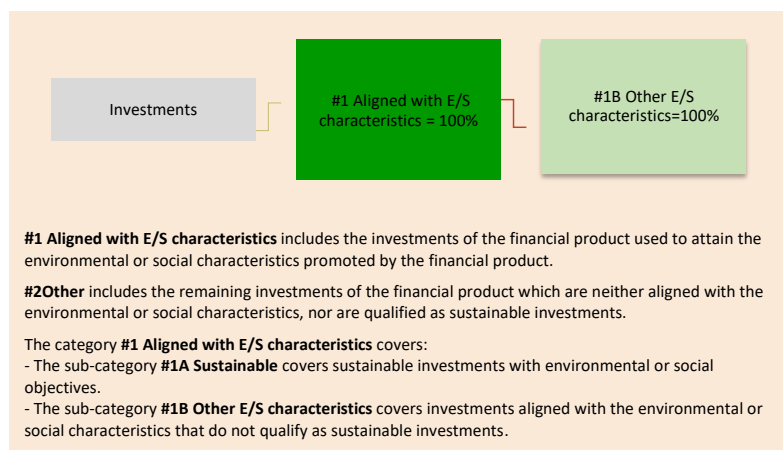 Investments
#1 Aligned with E/S
characteristics = 100%
#1B Other E/S
characteristics=100%
#1 Aligned with E/S characteristics includes the investments of the financial product used to attain the
environmental or social characteristics promoted by the financial product.
#2Other includes the remaining investments of the financial product which are neither aligned with the
environmental or social characteristics, nor are qualified as sustainable investments.
The category #1 Aligned with E/S characteristics covers:
- The sub-category #1A Sustainable covers sustainable investments with environmental or social
objectives.
- The sub-category #1B Other E/S characteristics covers investments aligned with the environmental or
social characteristics that do not qualify as sustainable investments.